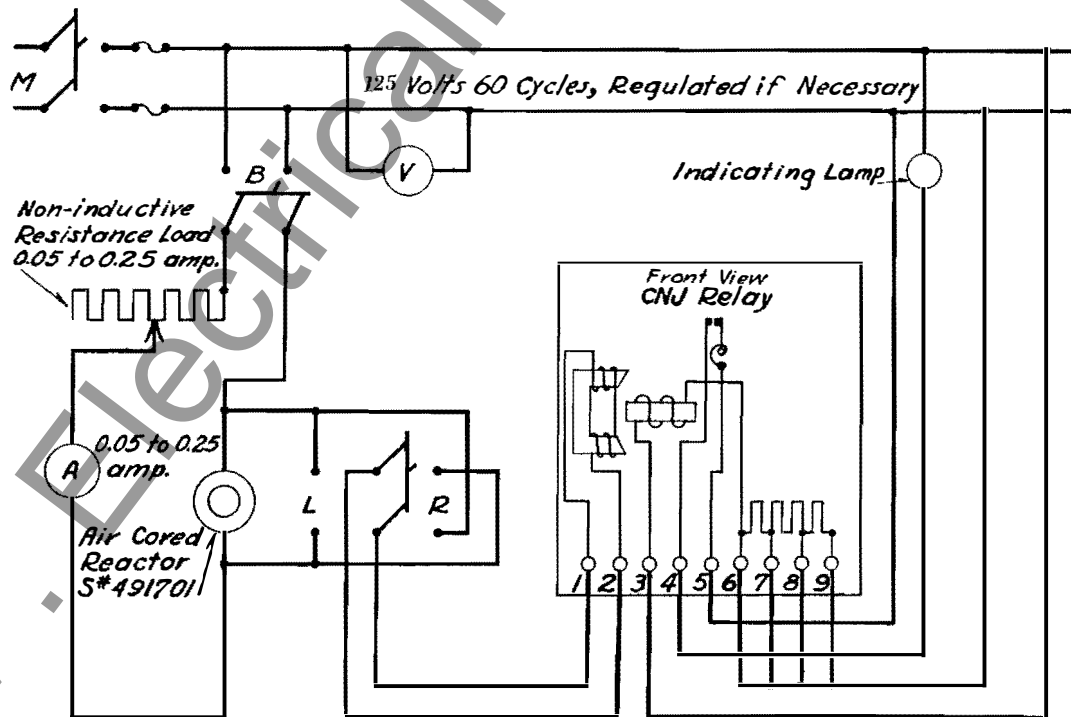 M
125 Volts 60 Cycles, Regulated if Necessary
B
V
Indicating Lamp
Non-inductive
Resistance Load
0.05 to 0.25 amp.
Front View
CNJ Relay
A
0.05 to 0.25
amp.
L
R
Air Cored
Reactor
S# 491701
1 2 3 4 5 6 7 8 9
. Electrical